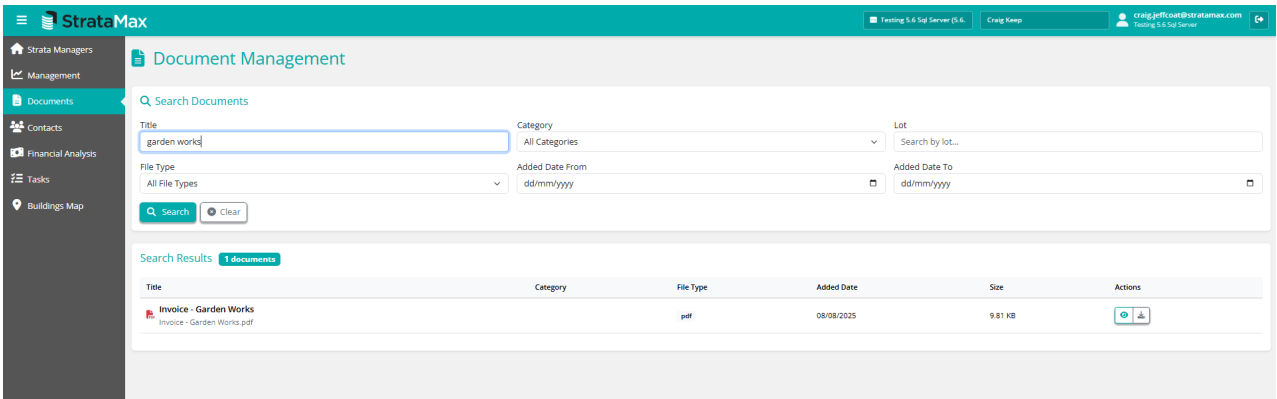 StrataMax
Testing 5.6 Sql Server (5.6.
Craig Keep
craig.jeffcoat@stratamax.com
Testing 5.6 Sql Server
Strata Managers
Management
Documents
Contacts
Financial Analysis
Tasks
Buildings Map
Document Management
Search Documents
Title
Category
Lot
garden works
All Categories
Search by lot...
File Type
Added Date From
Added Date To
All File Types
dd/mm/yyyy
dd/mm/yyyy
Search
Clear
Search Results 1 documents
Title Category File Type Added Date Size Actions
Invoice - Garden Works
Invoice - Garden Works.pdf
pdf
08/08/2025
9.81 KB